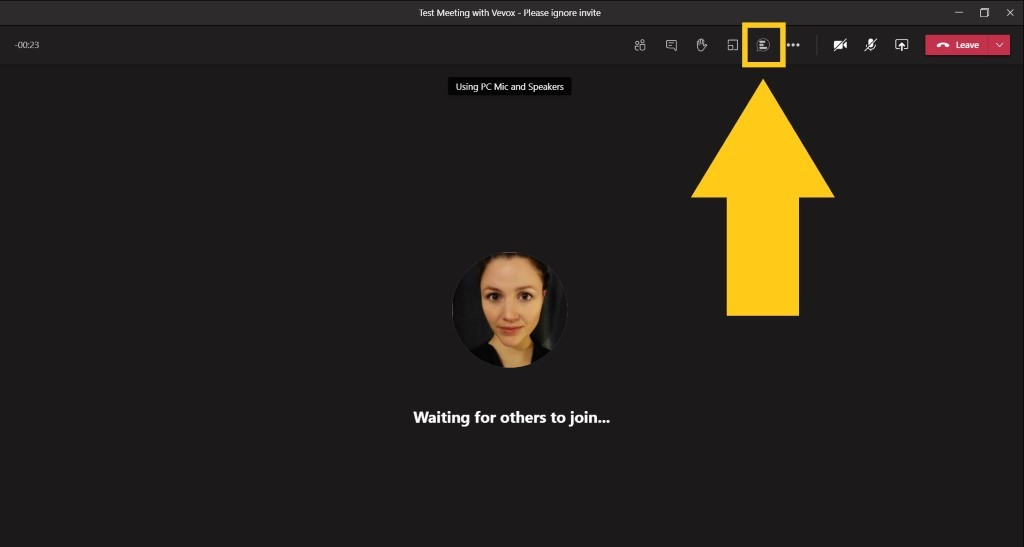 Test Meeting with Vevox - Please ignore invite
-00:23
Leave
Using PC Mic and Speakers
Waiting for others to join...